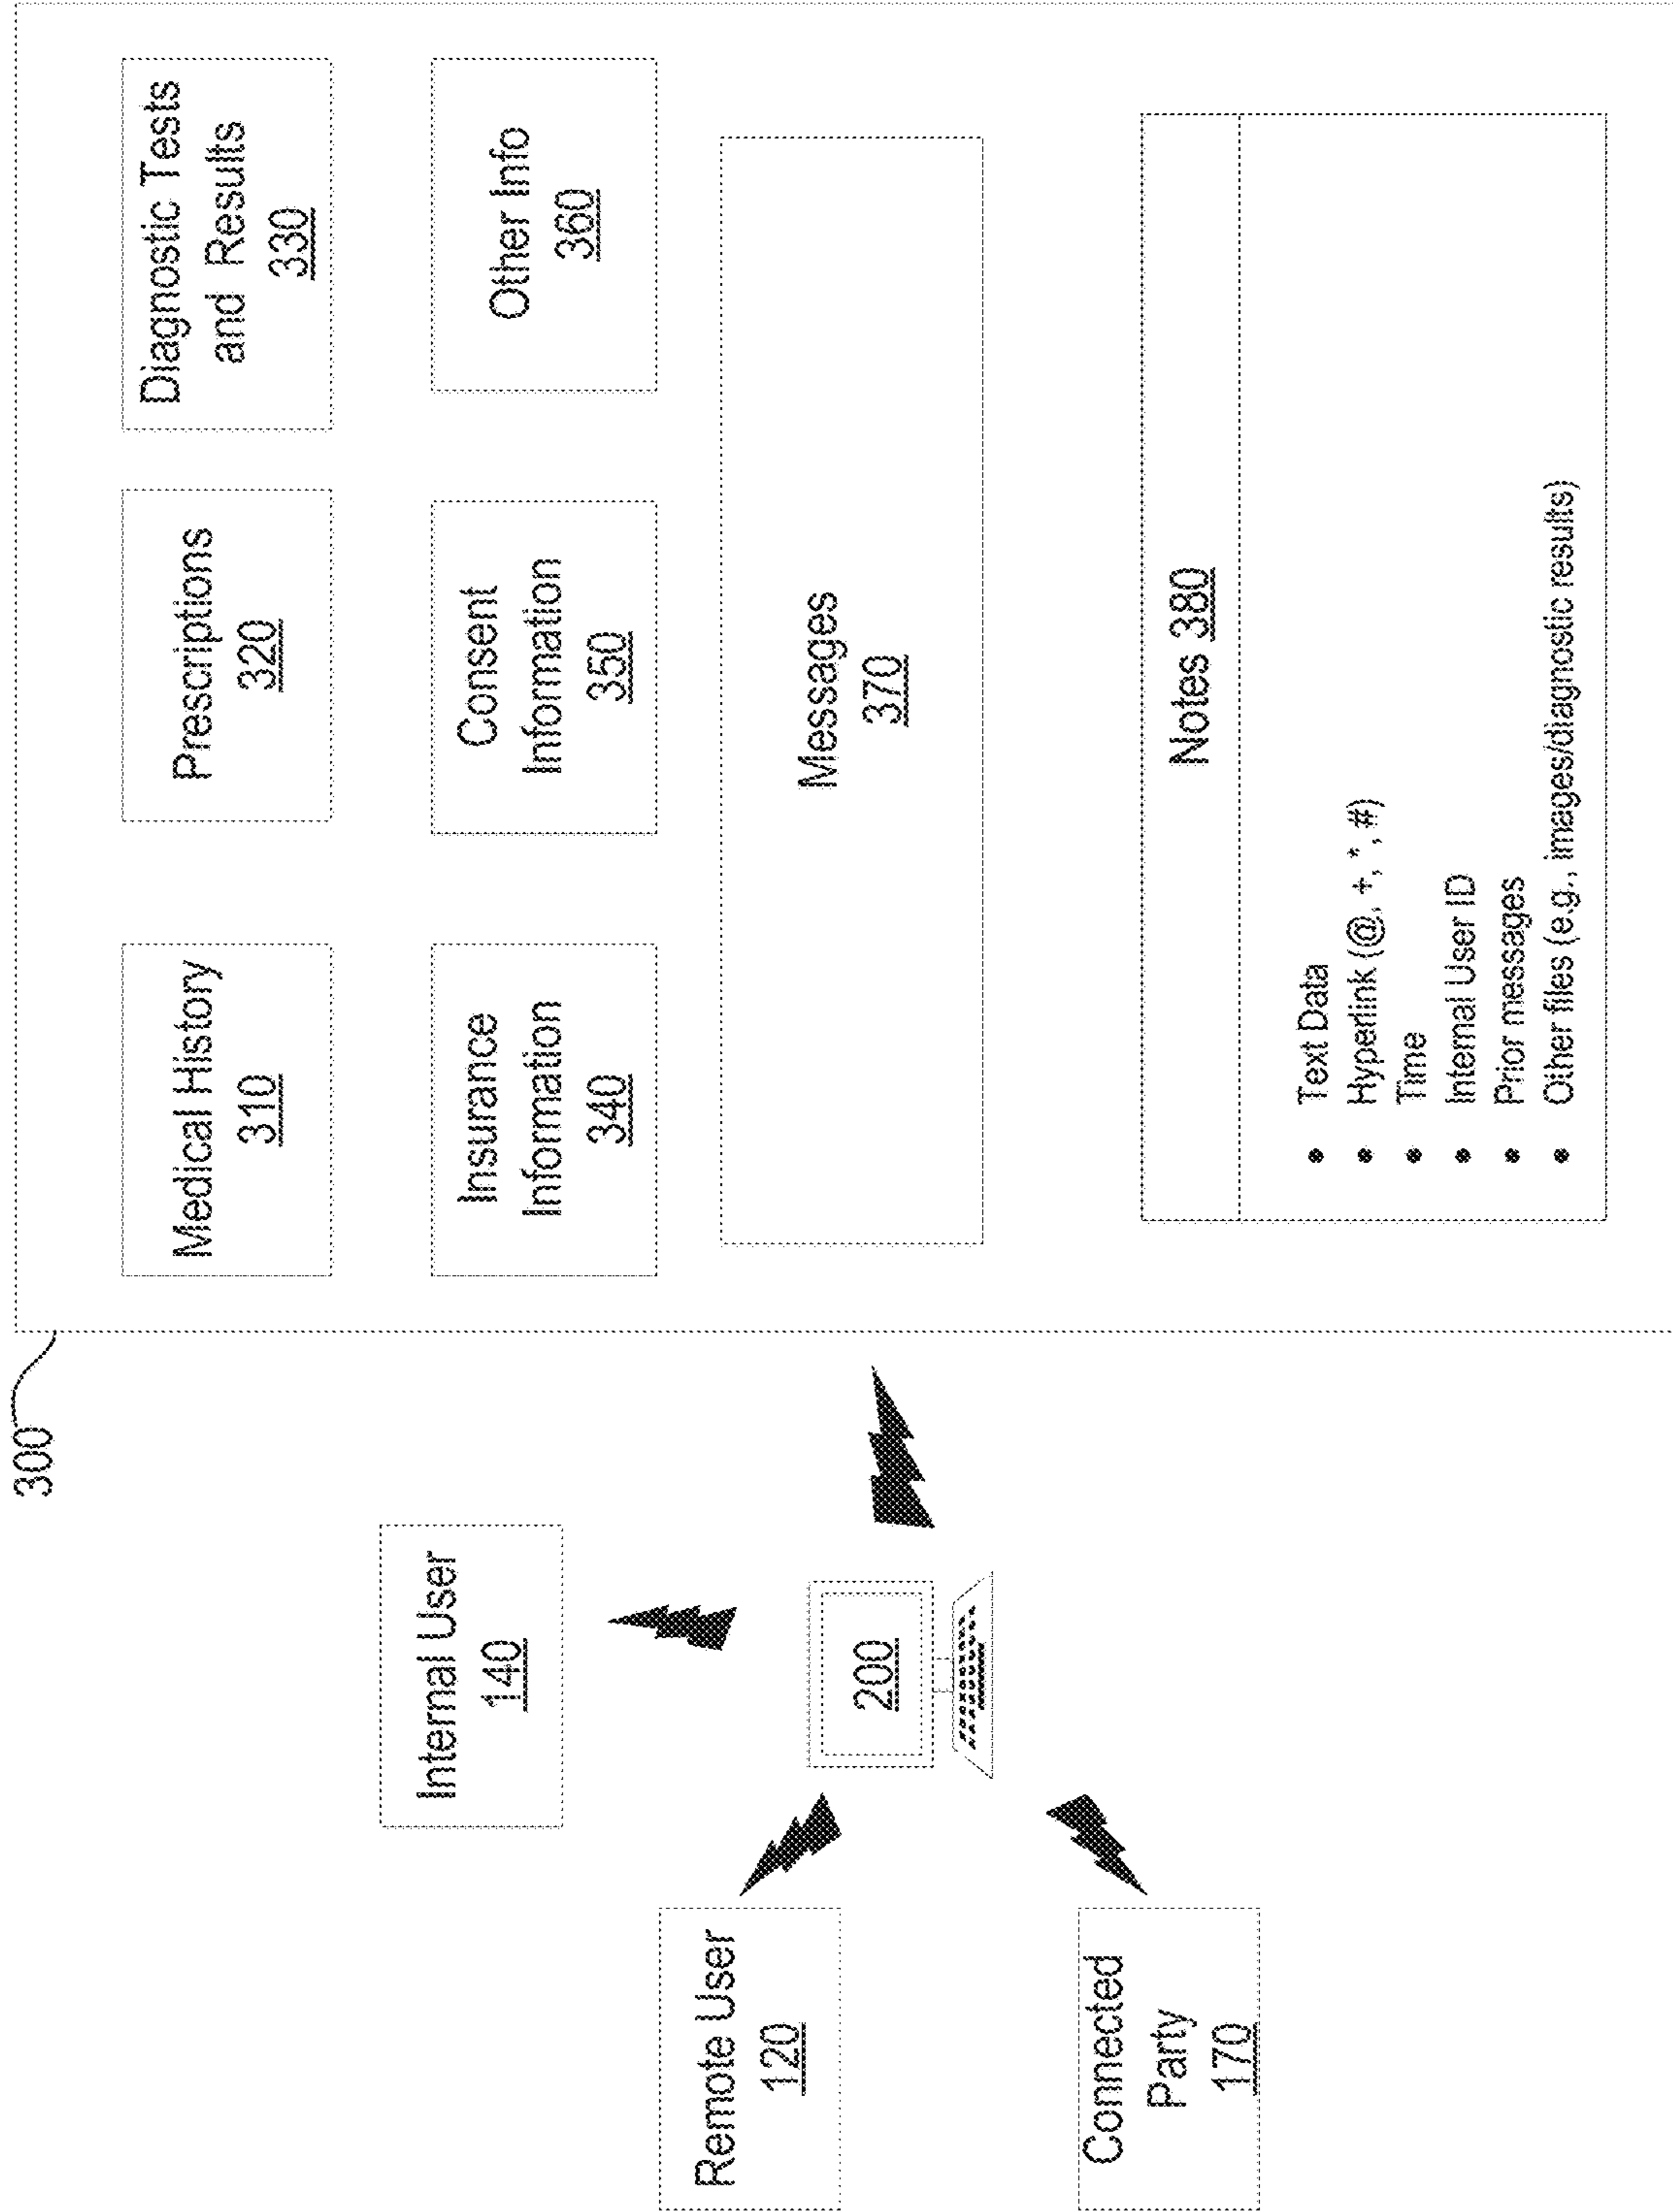 300
Medical History
310
Prescriptions
320
Diagnostic Tests
and Results
330
Insurance
Information
340
Consent
Information
350
Other Info
360
Messages
370
Notes 380
• Text Data
• Hyperlink (@, +, *, #)
• Time
• Internal User ID
• Prior messages
• Other files (e.g., images/diagnostic results)
Internal User
140
Remote User
120
200
Connected
Party
170